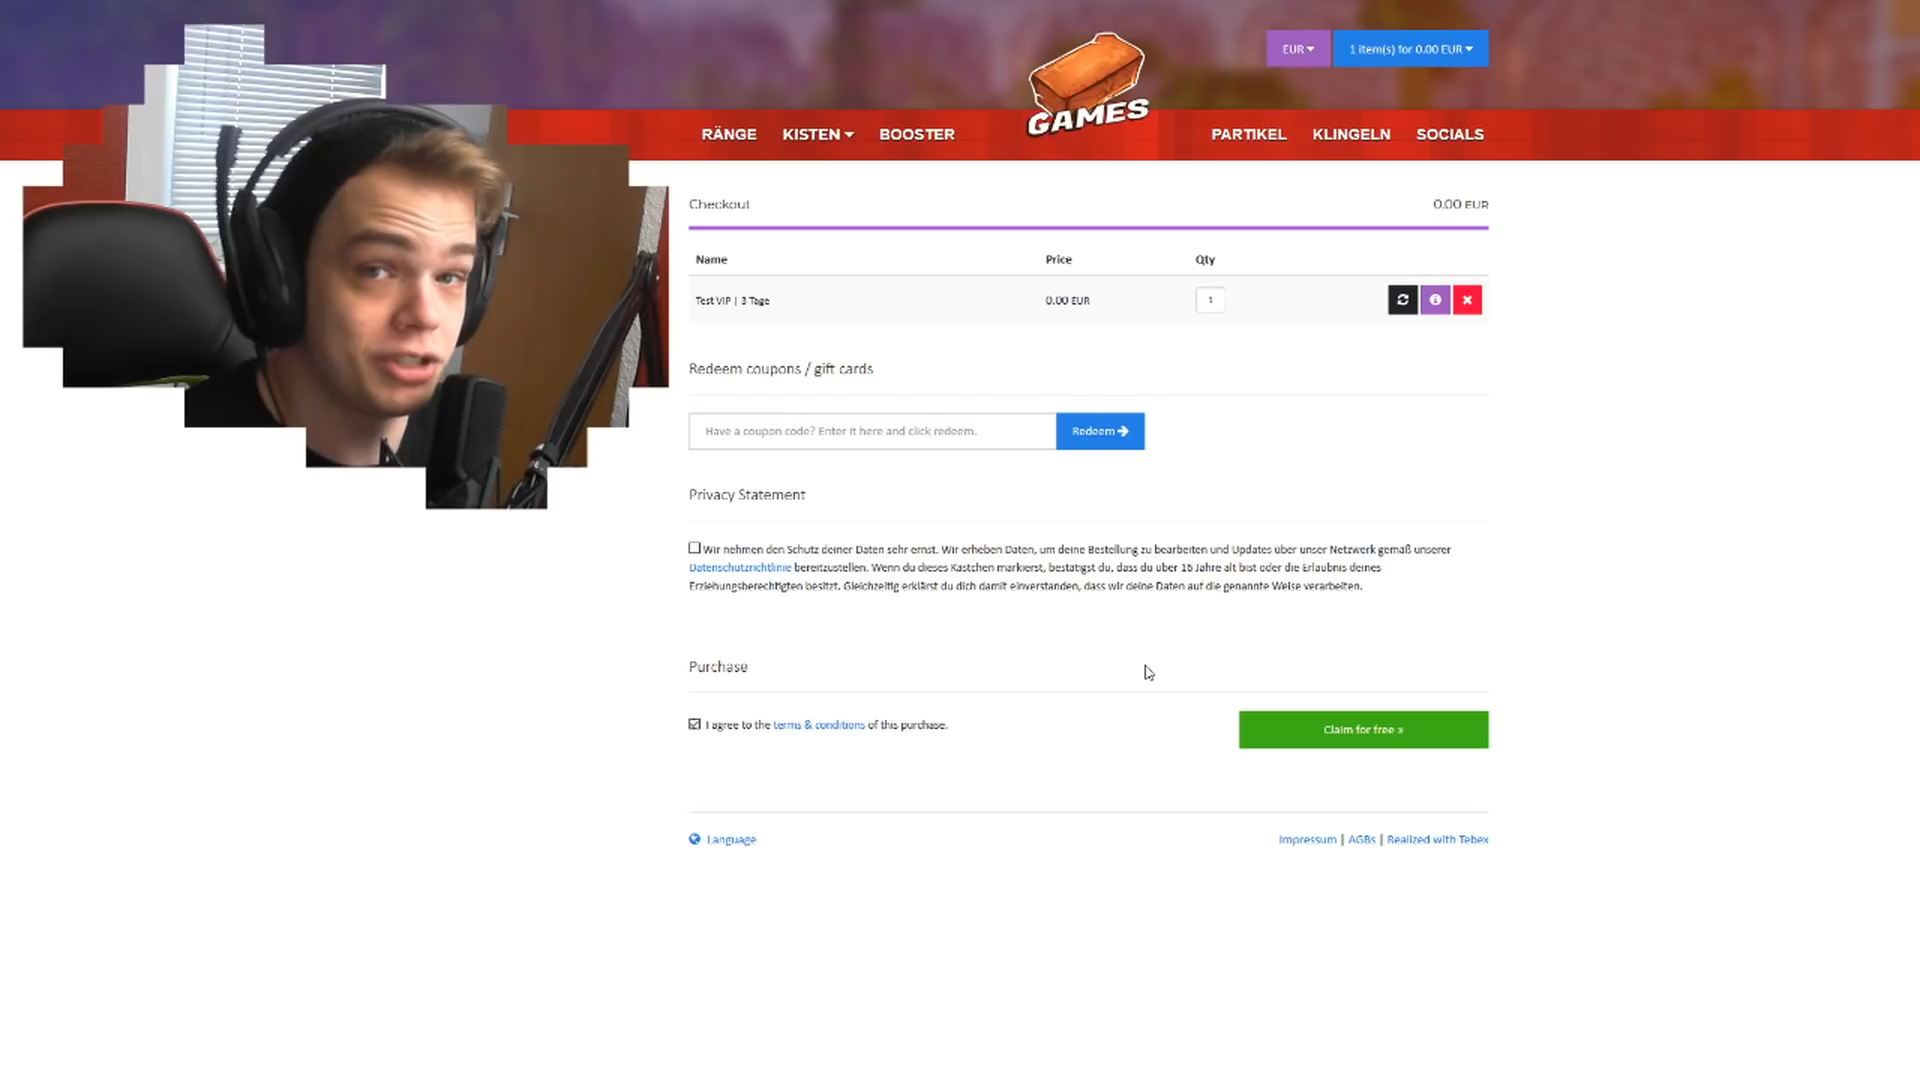 EUR
1 item(s) for 0.00 EUR
GAMES
RÄNGE KISTEN BOOSTER PARTIKEL KLINGELN SOCIALS
Checkout 0.00 EUR
Name Price Qty
Test VIP | 3 Tage 0.00 EUR 1
Redeem coupons / gift cards
Have a coupon code? Enter it here and click redeem. Redeem
Privacy Statement
Wir nehmen den Schutz deiner Daten sehr ernst. Wir erheben Daten, um deine Bestellung zu bearbeiten und Updates über unser Netzwerk gemäß unserer
Datenschutzrichtlinie bereitzustellen. Wenn du dieses Kästchen markierst, bestätigst du, dass du über 16 Jahre alt bist oder die Erlaubnis deines
Erziehungsberechtigten besitzt. Gleichzeitig erklärst du dich damit einverstanden, dass wir deine Daten auf die genannte Weise verarbeiten.
Purchase
I agree to the terms & conditions of this purchase. Claim for free »
Language Impressum | AGBs | Realized with Tebex